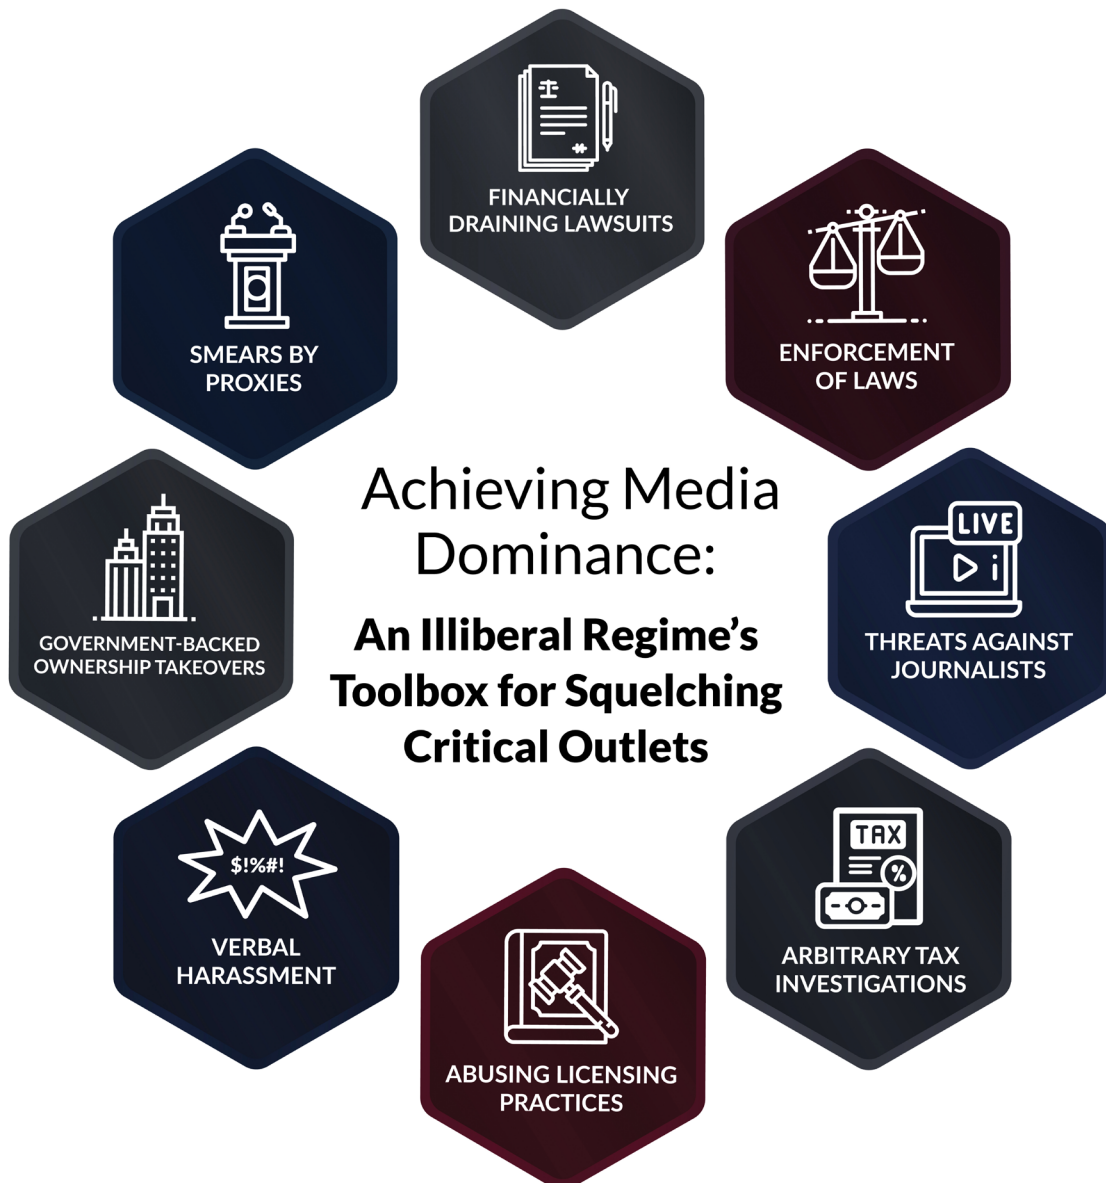 FINANCIALLY
DRAINING LAWSUITS
ENFORCEMENT
OF LAWS
LIVE
THREATS AGAINST
JOURNALISTS
TAX
%
ARBITRARY TAX
INVESTIGATIONS
ABUSING LICENSING
PRACTICES
$!%#!
VERBAL
HARASSMENT
GOVERNMENT-BACKED
OWNERSHIP TAKEOVERS
SMEARS BY
PROXIES
Achieving Media
Dominance:
An Illiberal Regime’s
Toolbox for Squelching
Critical Outlets